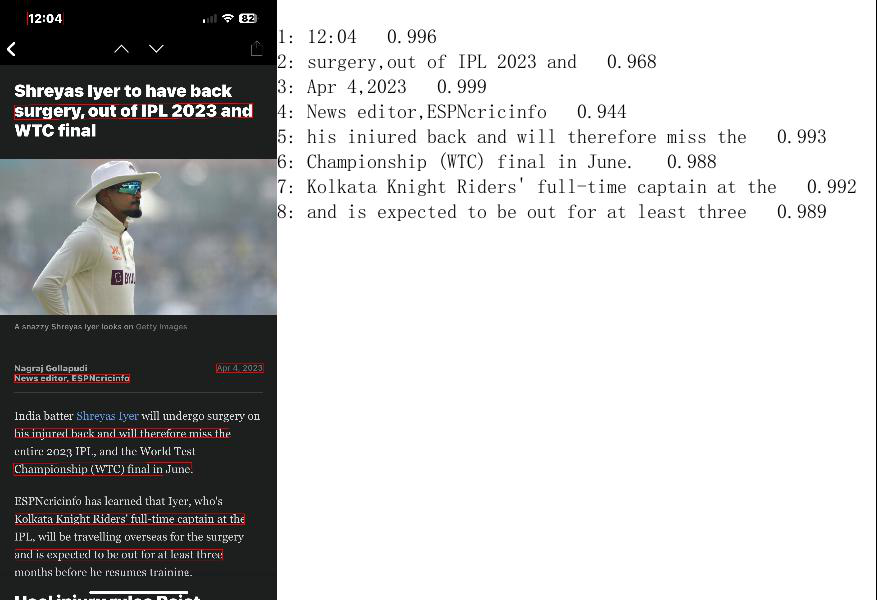 12:04
82
Shreyas Iyer to have back
surgery, out of IPL 2023 and
WTC final
A snazzy Shreyas Iyer looks on Getty Images
Nagraj Gollapudi
Apr 4, 2023
News editor, ESPNcricinfo
India batter Shreyas Iyer will undergo surgery on
his injured back and will therefore miss the
entire 2023 IPL, and the World Test
Championship (WTC) final in June.
ESPNcricinfo has learned that Iyer, who's
Kolkata Knight Riders' full-time captain at the
IPL, will be travelling overseas for the surgery
and is expected to be out for at least three
months before he resumes training.
1: 12:04 0.996
2: surgery,out of IPL 2023 and 0.968
3: Apr 4,2023 0.999
4: News editor,ESPNcricinfo 0.944
5: his iniured back and will therefore miss the 0.993
6: Championship (WTC) final in June. 0.988
7: Kolkata Knight Riders' full-time captain at the 0.992
8: and is expected to be out for at least three 0.989